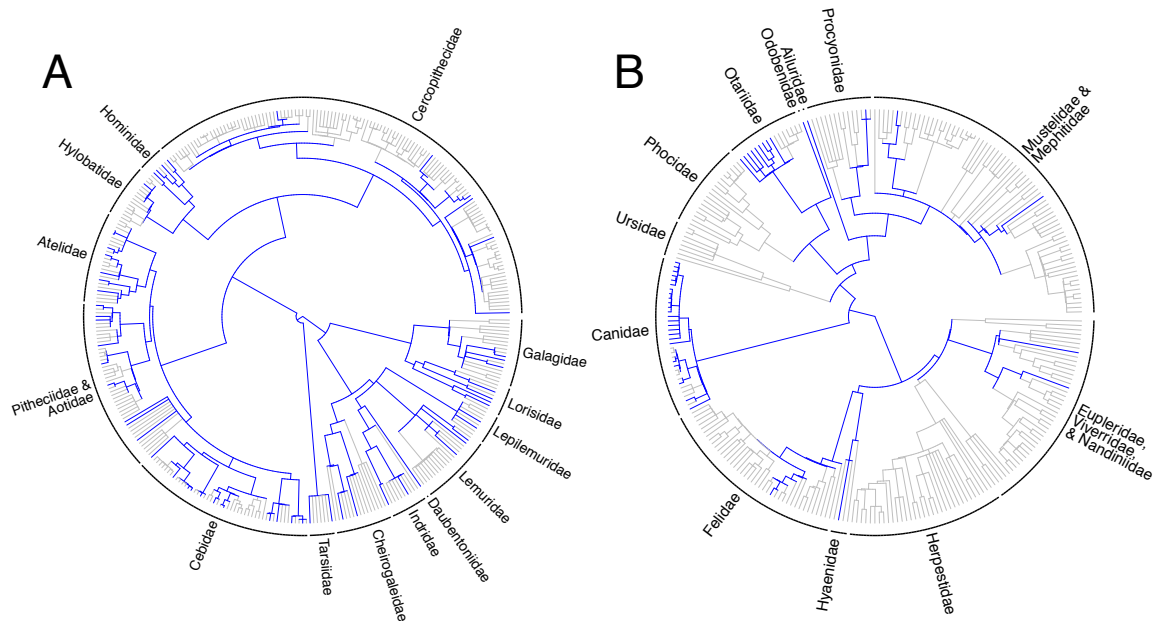 A
Cercopithecidae
Hominidae
Hylobatidae
Atelidae
Pitheciidae &
Aotidae
Cebidae
Tarsiidae
Cheirogaleidae
Indridae
Daubentoniidae
Lemuridae
Lepilemuridae
Lorisidae
Galagidae
B
Procyonidae
Ailuridae
Odobenidae
Otariidae
Phocidae
Ursidae
Canidae
Felidae
Hyaenidae
Herpestidae
Eupleridae,
Viverridae,
& Nandiniidae
Mustelidae &
Mephitidae